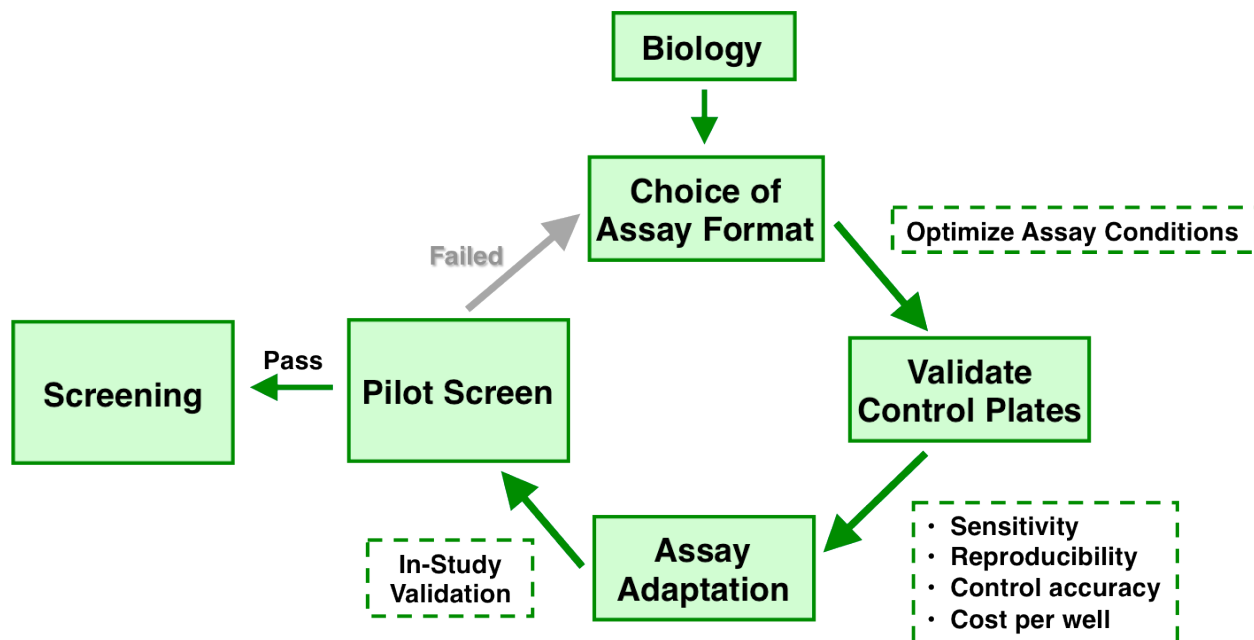 Biology
Choice of
Assay Format
Optimize Assay Conditions
Failed
Validate
Control Plates
Pass
Screening
Pilot Screen
In-Study
Validation
Assay
Adaptation
· Sensitivity
· Reproducibility
· Control accuracy
· Cost per well